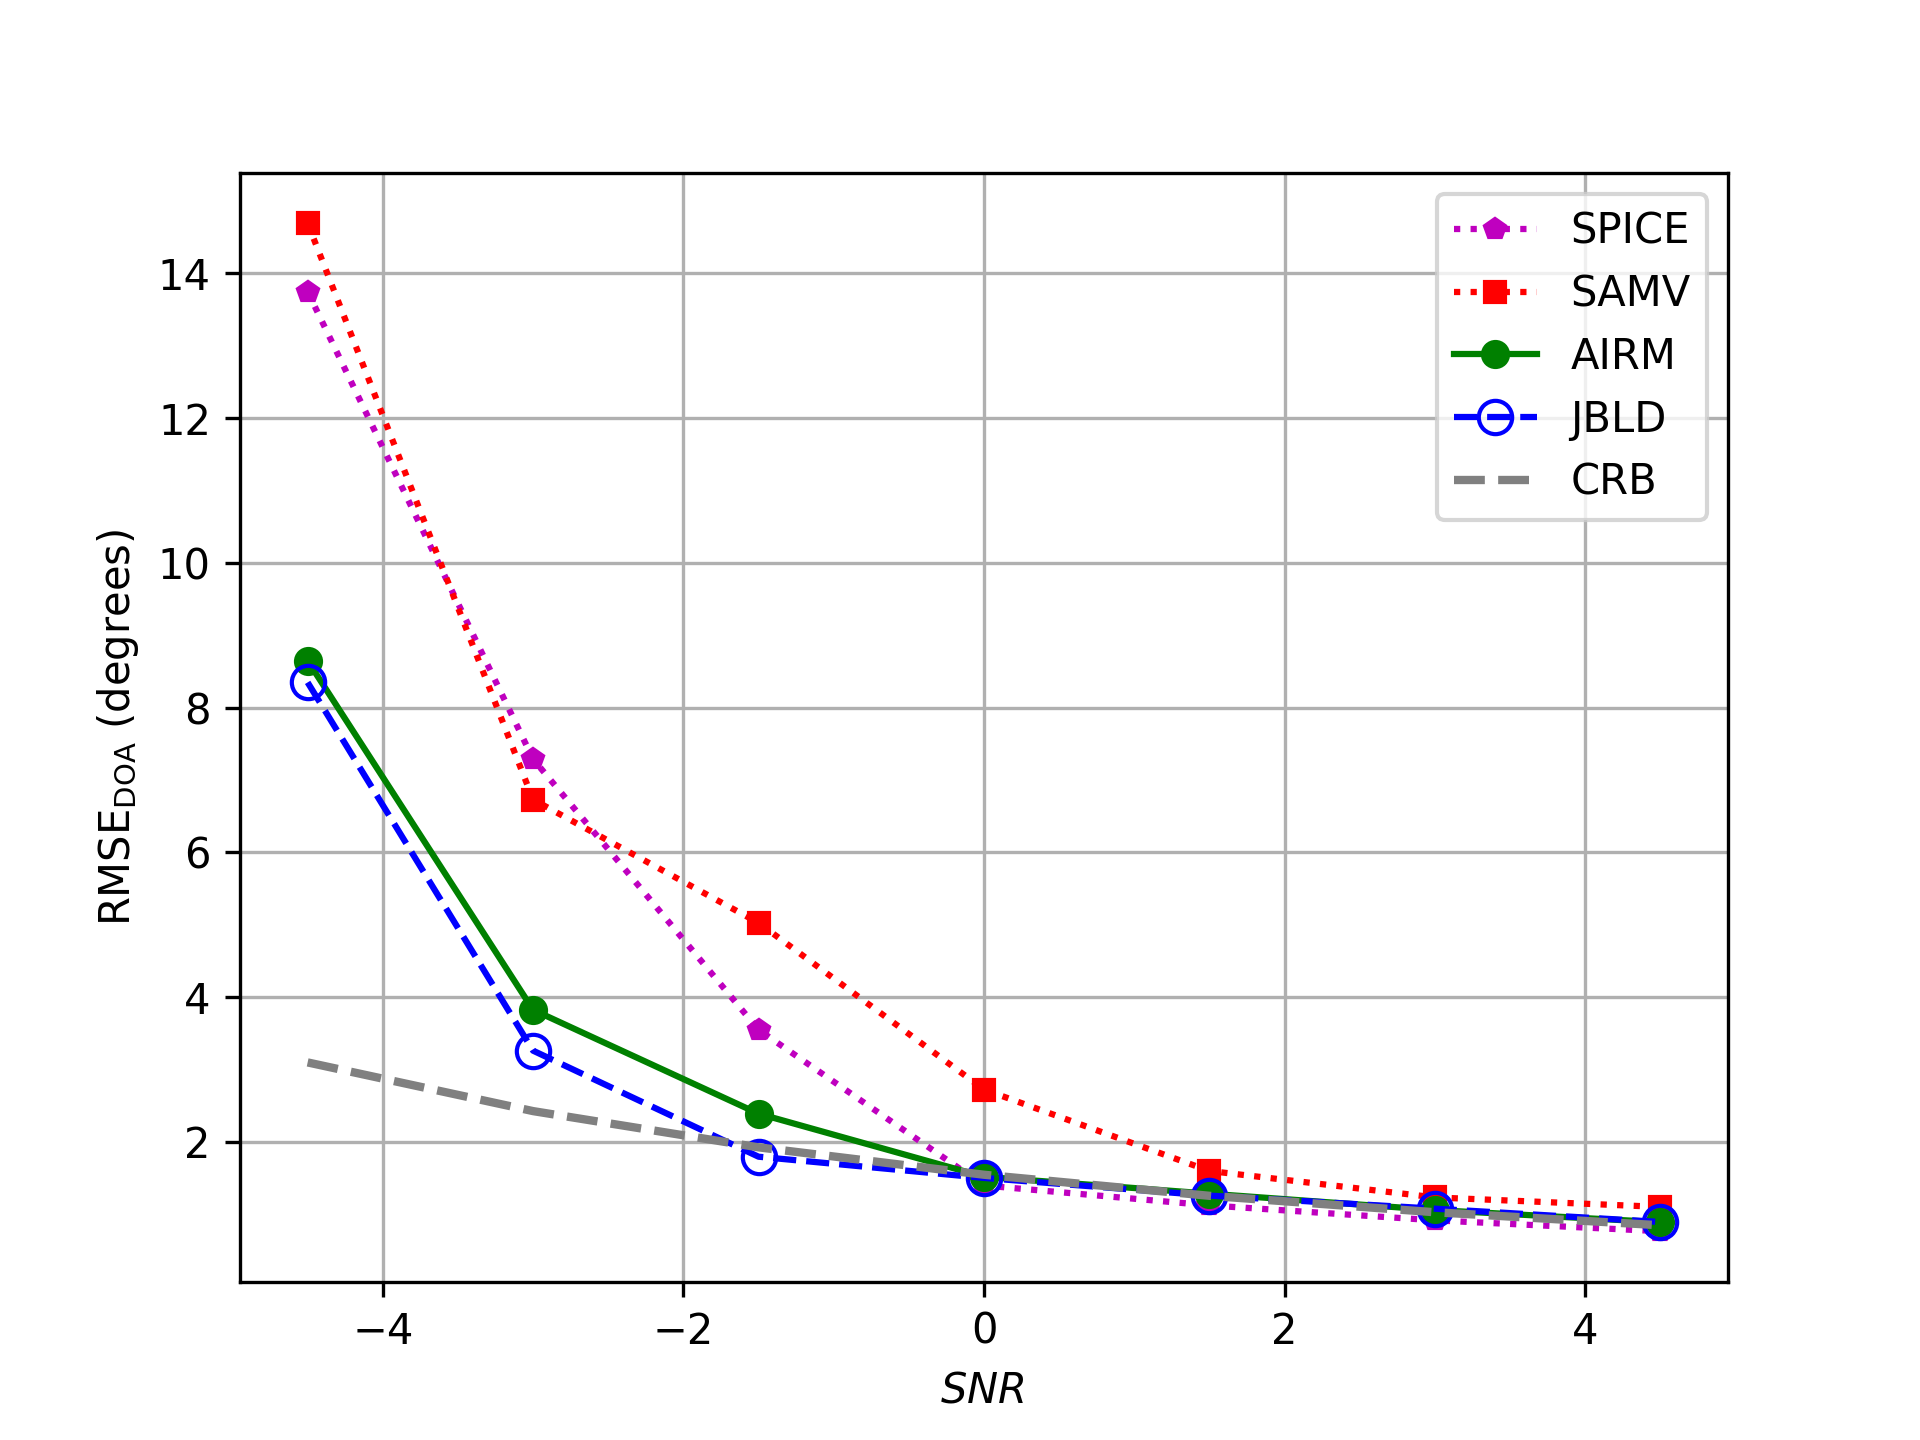 SPICE
SAMV
AIRM
JBLD
CRB
14
12
10
8
6
4
2
RMSE_DOA (degrees)
−4 −2 0 2 4
SNR